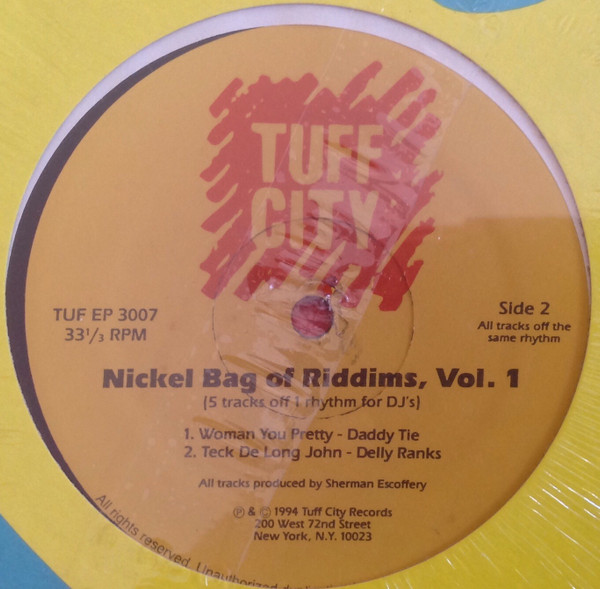 TUFF
CITY
TUF EP 3007
33 1/3 RPM
Side 2
All tracks off the
same rhythm
Nickel Bag of Riddims, Vol. 1
(5 tracks off 1 rhythm for DJ's)
1. Woman You Pretty - Daddy Tie
2. Teck De Long John - Delly Ranks
All tracks produced by Sherman Escoffery
℗ & © 1994 Tuff City Records
200 West 72nd Street
New York, N.Y. 10023
All rights reserved. Unauthorized